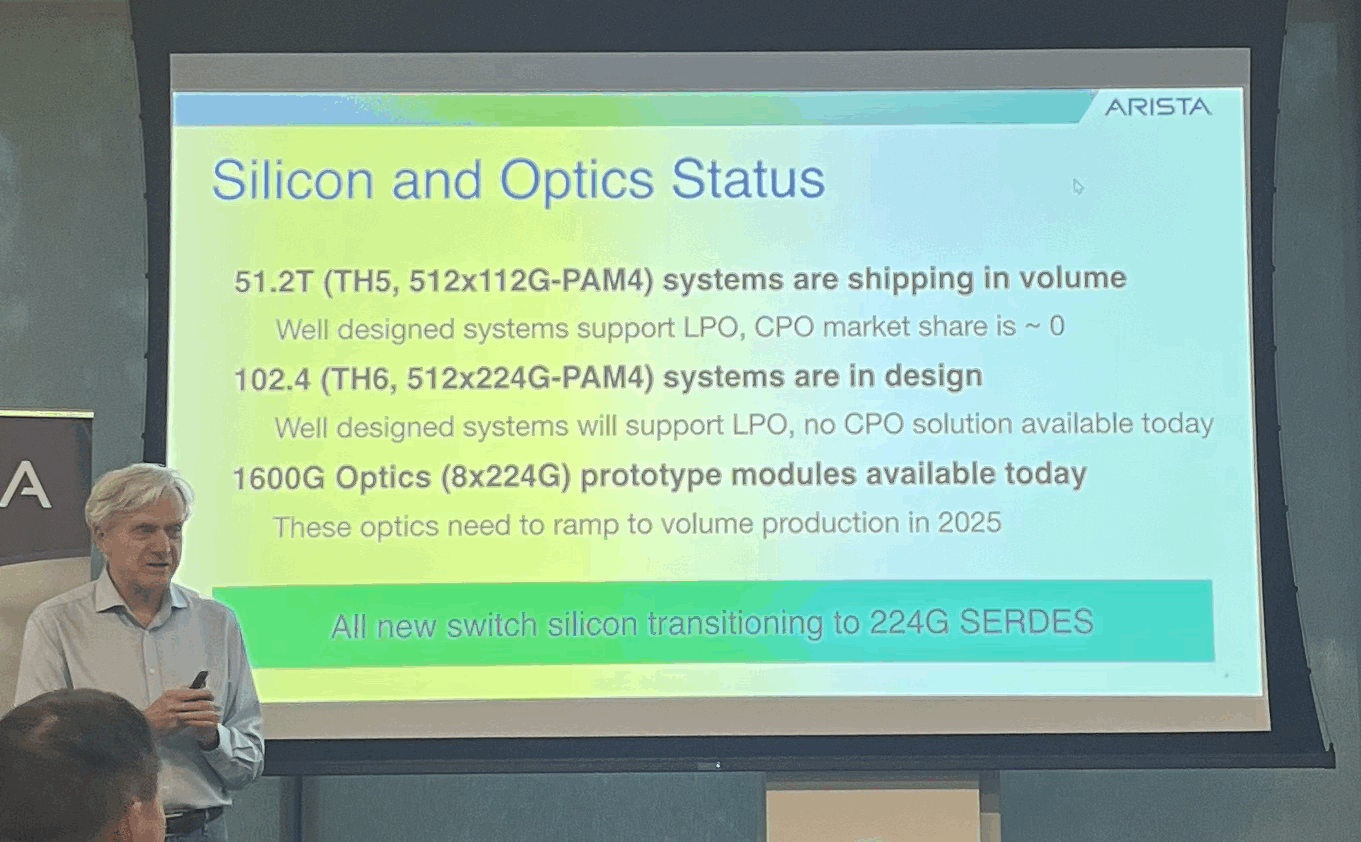 ARISTA
Silicon and Optics Status
51.2T (TH5, 512x112G-PAM4) systems are shipping in volume
Well designed systems support LPO, CPO market share is ~ 0
102.4 (TH6, 512x224G-PAM4) systems are in design
Well designed systems will support LPO, no CPO solution available today
1600G Optics (8x224G) prototype modules available today
These optics need to ramp to volume production in 2025
All new switch silicon transitioning to 224G SERDES
A